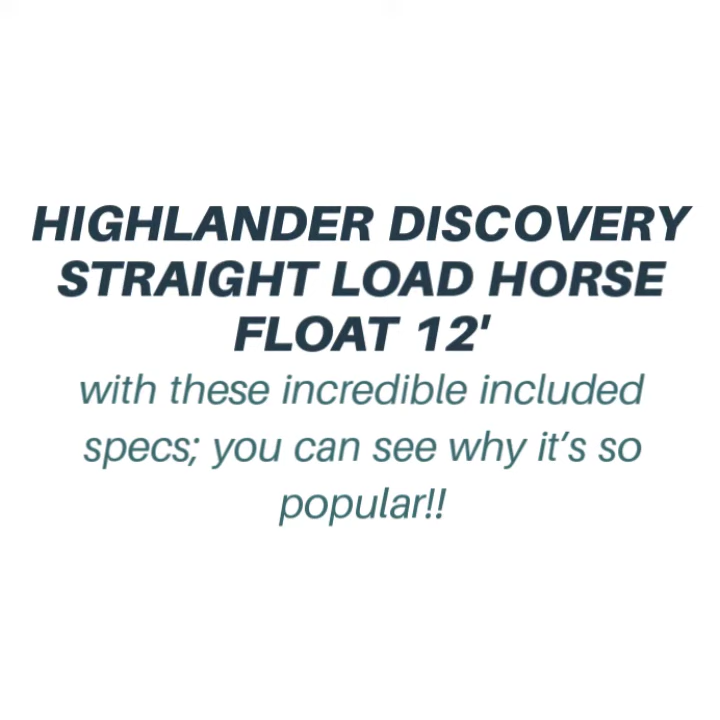 HIGHLANDER DISCOVERY
STRAIGHT LOAD HORSE
FLOAT 12'
with these incredible included
specs; you can see why it’s so
popular!!